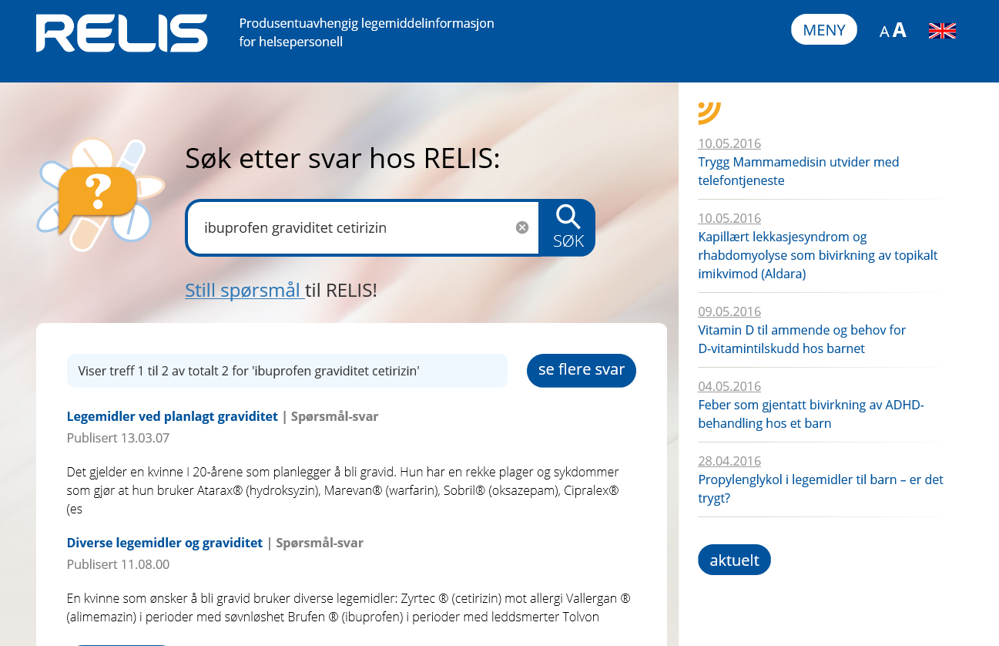 RELIS
Produsentuavhengig legemiddelinformasjon
for helsepersonell
MENY
A A
Søk etter svar hos RELIS:
?
ibuprofen graviditet cetirizin
SØK
Still spørsmål til RELIS!
Viser treff 1 til 2 av totalt 2 for 'ibuprofen graviditet cetirizin'
se flere svar
Legemidler ved planlagt graviditet | Spørsmål-svar
Publisert 13.03.07
Det gjelder en kvinne I 20-årene som planlegger å bli gravid. Hun har en rekke plager og sykdommer
som gjør at hun bruker Atarax® (hydroksyzin), Marevan® (warfarin), Sobril® (oksazepam), Cipralex®
(es
Diverse legemidler og graviditet | Spørsmål-svar
Publisert 11.08.00
En kvinne som ønsker å bli gravid bruker diverse legemidler: Zyrtec ® (cetirizin) mot allergi Vallergan ®
(alimemazin) i perioder med søvnløshet Brufen ® (ibuprofen) i perioder med leddsmerter Tolvon
10.05.2016
Trygg Mammamedisin utvider med
telefontjeneste
10.05.2016
Kapillært lekkasjesyndrom og
rhabdomyolyse som bivirkning av topikalt
imikvimod (Aldara)
09.05.2016
Vitamin D til ammende og behov for
D-vitamintilskudd hos barnet
04.05.2016
Feber som gjentatt bivirkning av ADHD-
behandling hos et barn
28.04.2016
Propylenglykol i legemidler til barn – er det
trygt?
aktuelt